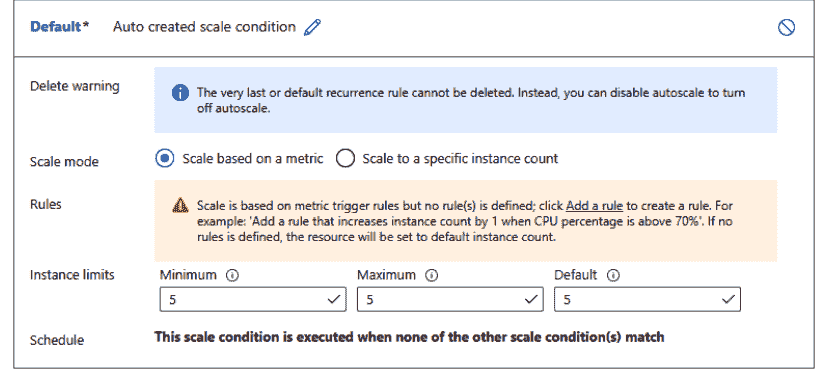 Default* Auto created scale condition
Delete warning
The very last or default recurrence rule cannot be deleted. Instead, you can disable autoscale to turn
off autoscale.
Scale mode
Scale based on a metric Scale to a specific instance count
Rules
Scale is based on metric trigger rules but no rule(s) is defined; click Add a rule to create a rule. For
example: 'Add a rule that increases instance count by 1 when CPU percentage is above 70%'. If no
rules is defined, the resource will be set to default instance count.
Instance limits
Minimum Maximum Default
5 5 5
Schedule
This scale condition is executed when none of the other scale condition(s) match